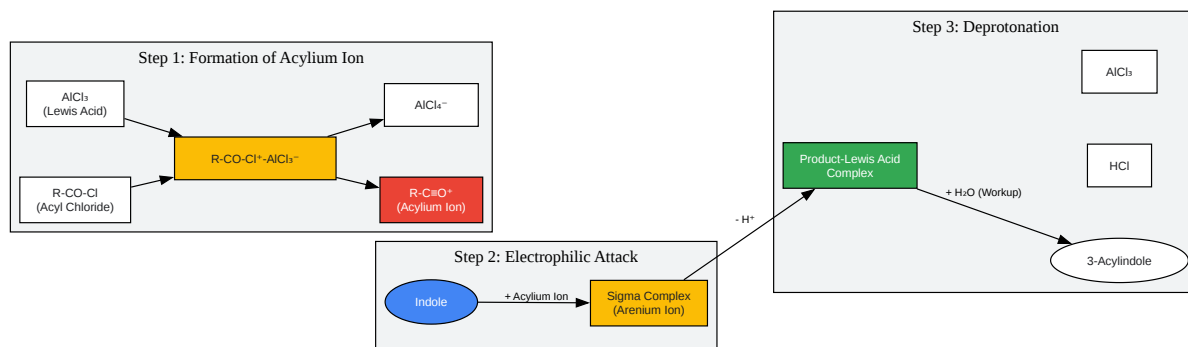 Step 1: Formation of Acylium Ion
AlCl₃
(Lewis Acid)
AlCl₄⁻
R-CO-Cl⁺-AlCl₃⁻
R-CO-Cl
(Acyl Chloride)
R-C≡O⁺
(Acylium Ion)
Step 2: Electrophilic Attack
Indole
+ Acylium Ion
Sigma Complex
(Arenium Ion)
- H⁺
Step 3: Deprotonation
AlCl₃
Product-Lewis Acid
Complex
HCl
+ H₂O (Workup)
3-Acylindole